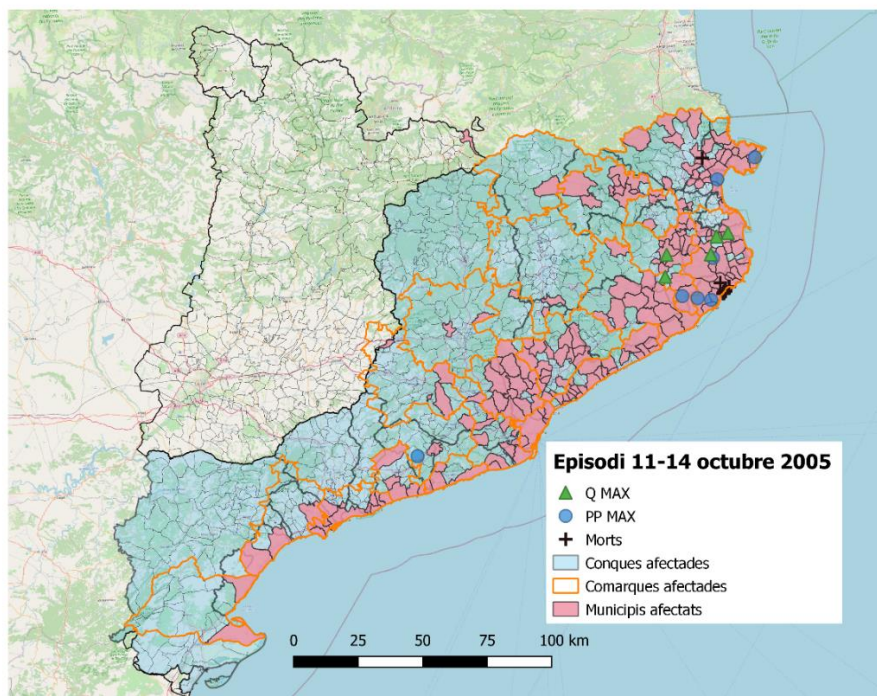 Episodi 11-14 octubre 2005
Q MAX
PP MAX
Morts
Conques afectades
Comarques afectades
Municipis afectats
0 25 50 75 100 km